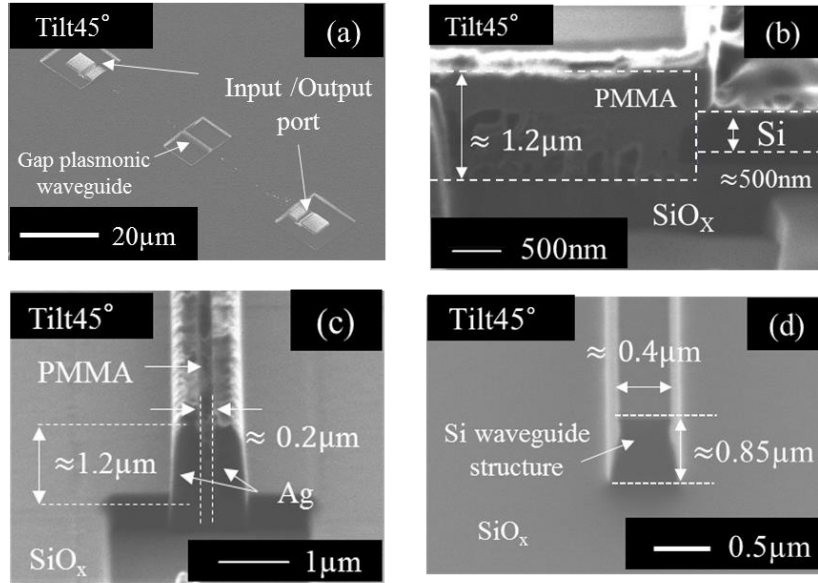 Tilt45°
(a)
Input /Output
port
Gap plasmonic
waveguide
20μm
Tilt45°
(b)
PMMA
≈ 1.2μm
Si
≈500nm
SiOₓ
500nm
Tilt45°
(c)
PMMA
≈ 0.2μm
≈1.2μm
Ag
SiOₓ
1μm
Tilt45°
(d)
≈ 0.4μm
Si waveguide
structure
≈0.85μm
SiOₓ
0.5μm